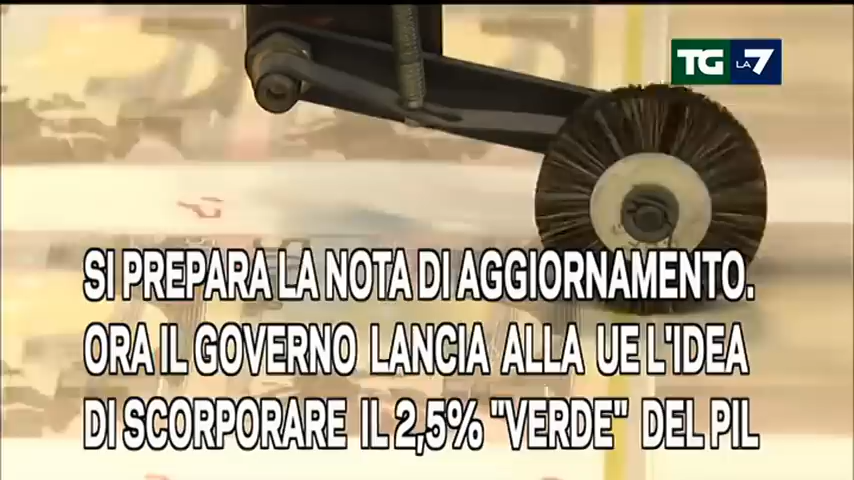 TG LA7
SI PREPARA LA NOTA DI AGGIORNAMENTO.
ORA IL GOVERNO LANCIA ALLA UE L'IDEA
DI SCORPORARE IL 2,5% "VERDE" DEL PIL